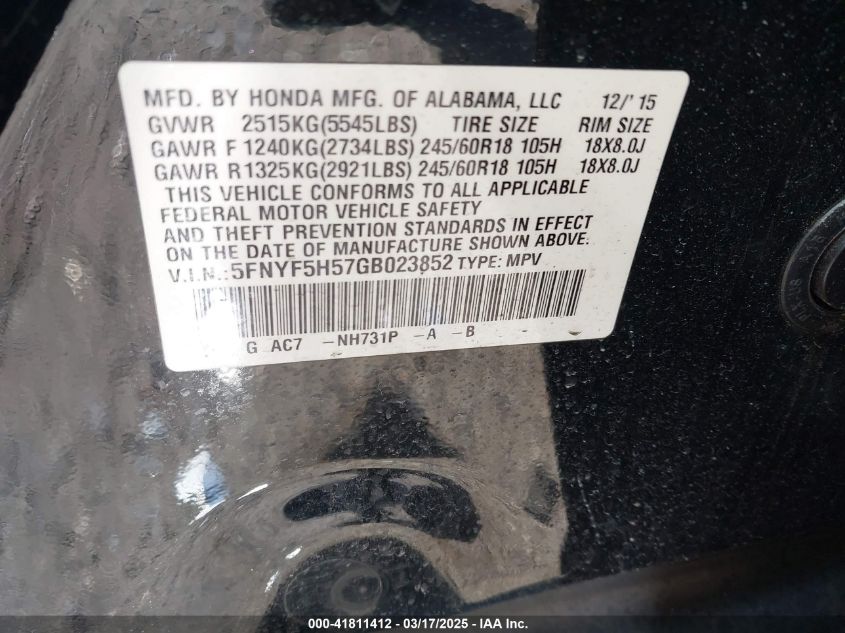 MFD. BY HONDA MFG. OF ALABAMA, LLC 12/'15
GVWR 2515KG(5545LBS) TIRE SIZE RIM SIZE
GAWR F 1240KG(2734LBS) 245/60R18 105H 18X8.0J
GAWR R 1325KG(2921LBS) 245/60R18 105H 18X8.0J
THIS VEHICLE CONFORMS TO ALL APPLICABLE
FEDERAL MOTOR VEHICLE SAFETY
AND THEFT PREVENTION STANDARDS IN EFFECT
ON THE DATE OF MANUFACTURE SHOWN ABOVE.
V.I.N.:5FNYF5H57GB023852 TYPE: MPV
G AC7 -NH731P -A -B - -
000-41811412 - 03/17/2025 - IAAI.com